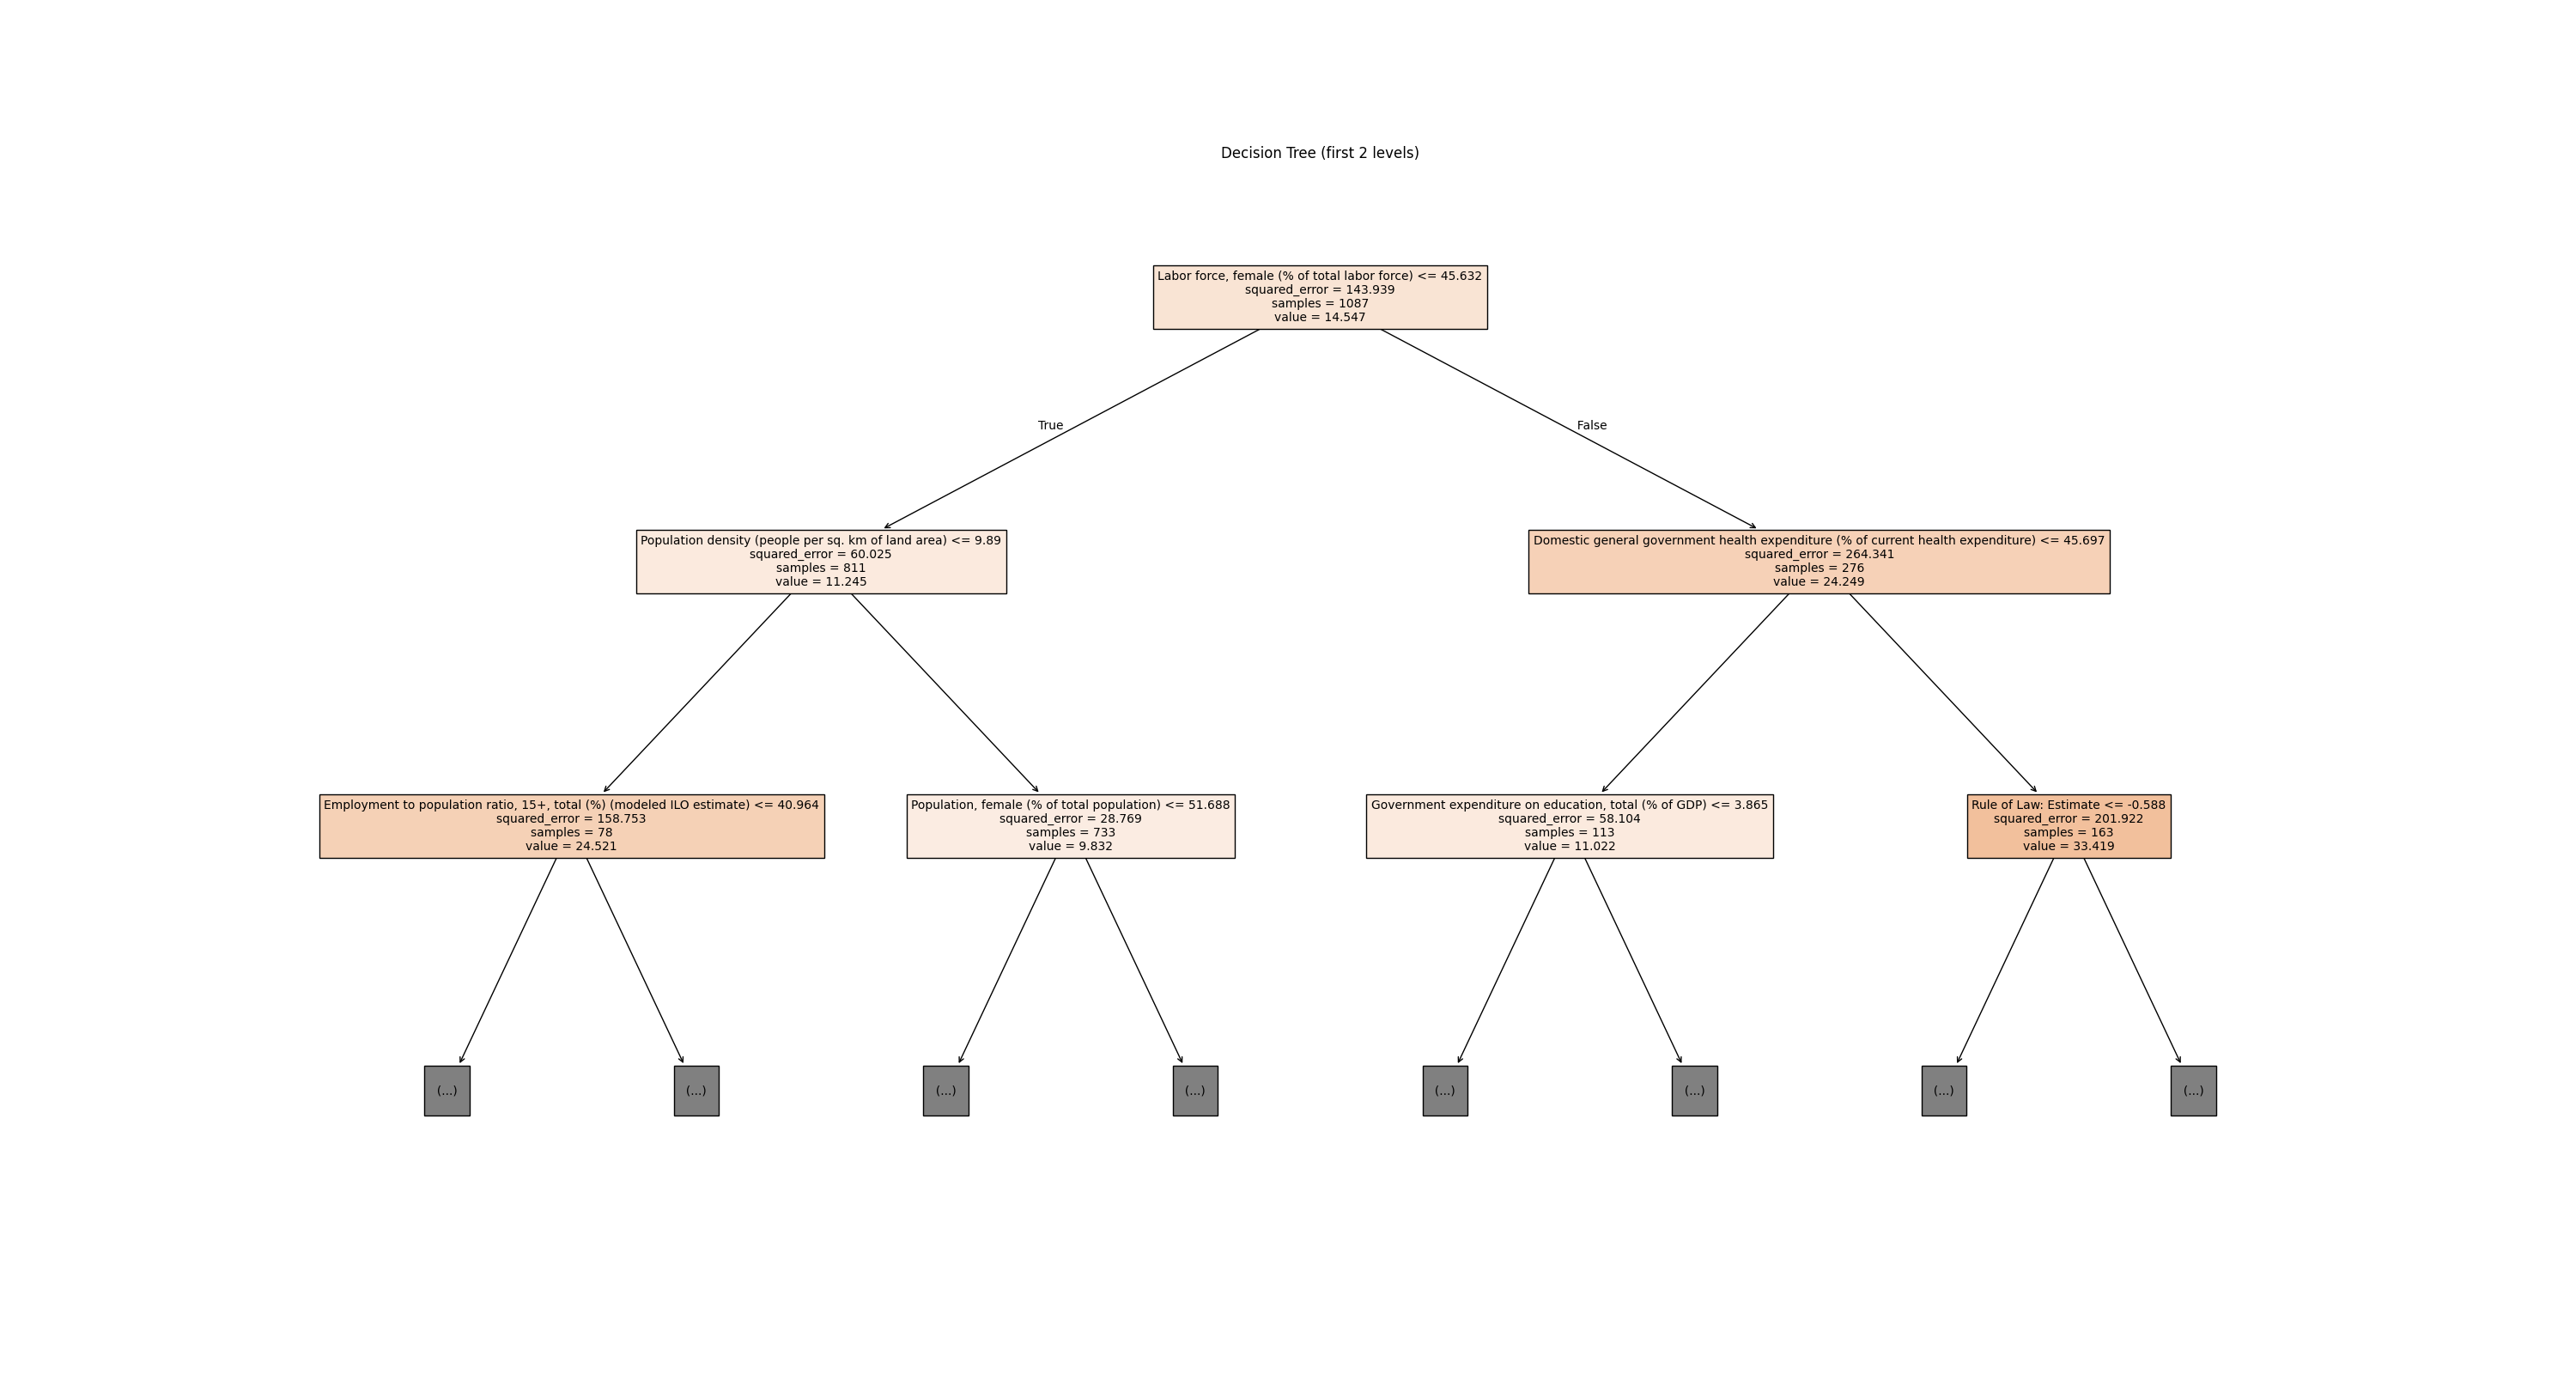 Decision Tree (first 2 levels)
Labor force, female (% of total labor force) <= 45.632
squared_error = 143.939
samples = 1087
value = 14.547
True
False
Population density (people per sq. km of land area) <= 9.89
squared_error = 60.025
samples = 811
value = 11.245
Domestic general government health expenditure (% of current health expenditure) <= 45.697
squared_error = 264.341
samples = 276
value = 24.249
Employment to population ratio, 15+, total (%) (modeled ILO estimate) <= 40.964
squared_error = 158.753
samples = 78
value = 24.521
Population, female (% of total population) <= 51.688
squared_error = 28.769
samples = 733
value = 9.832
Government expenditure on education, total (% of GDP) <= 3.865
squared_error = 58.104
samples = 113
value = 11.022
Rule of Law: Estimate <= -0.588
squared_error = 201.922
samples = 163
value = 33.419
(...)
(...)
(...)
(...)
(...)
(...)
(...)
(...)